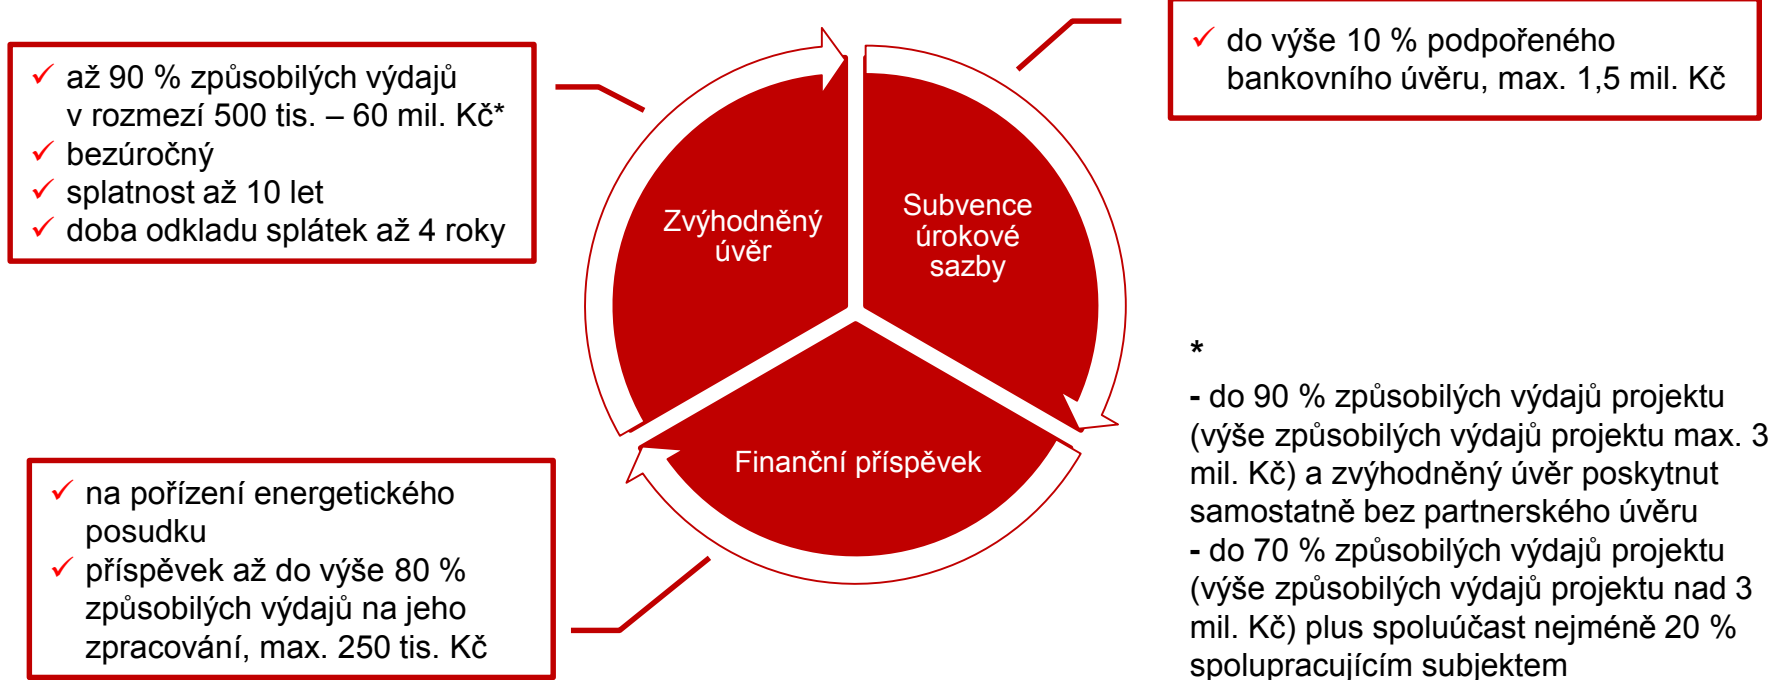 až 90 % způsobilých výdajů
v rozmezí 500 tis. – 60 mil. Kč*
bezúročný
splatnost až 10 let
doba odkladu splátek až 4 roky
do výše 10 % podpořeného
bankovního úvěru, max. 1,5 mil. Kč
Zvýhodněný
úvěr
Subvence
úrokové
sazby
Finanční příspěvek
na pořízení energetického
posudku
příspěvek až do výše 80 %
způsobilých výdajů na jeho
zpracování, max. 250 tis. Kč
*
- do 90 % způsobilých výdajů projektu
(výše způsobilých výdajů projektu max. 3
mil. Kč) a zvýhodněný úvěr poskytnut
samostatně bez partnerského úvěru
- do 70 % způsobilých výdajů projektu
(výše způsobilých výdajů projektu nad 3
mil. Kč) plus spoluúčast nejméně 20 %
spolupracujícím subjektem